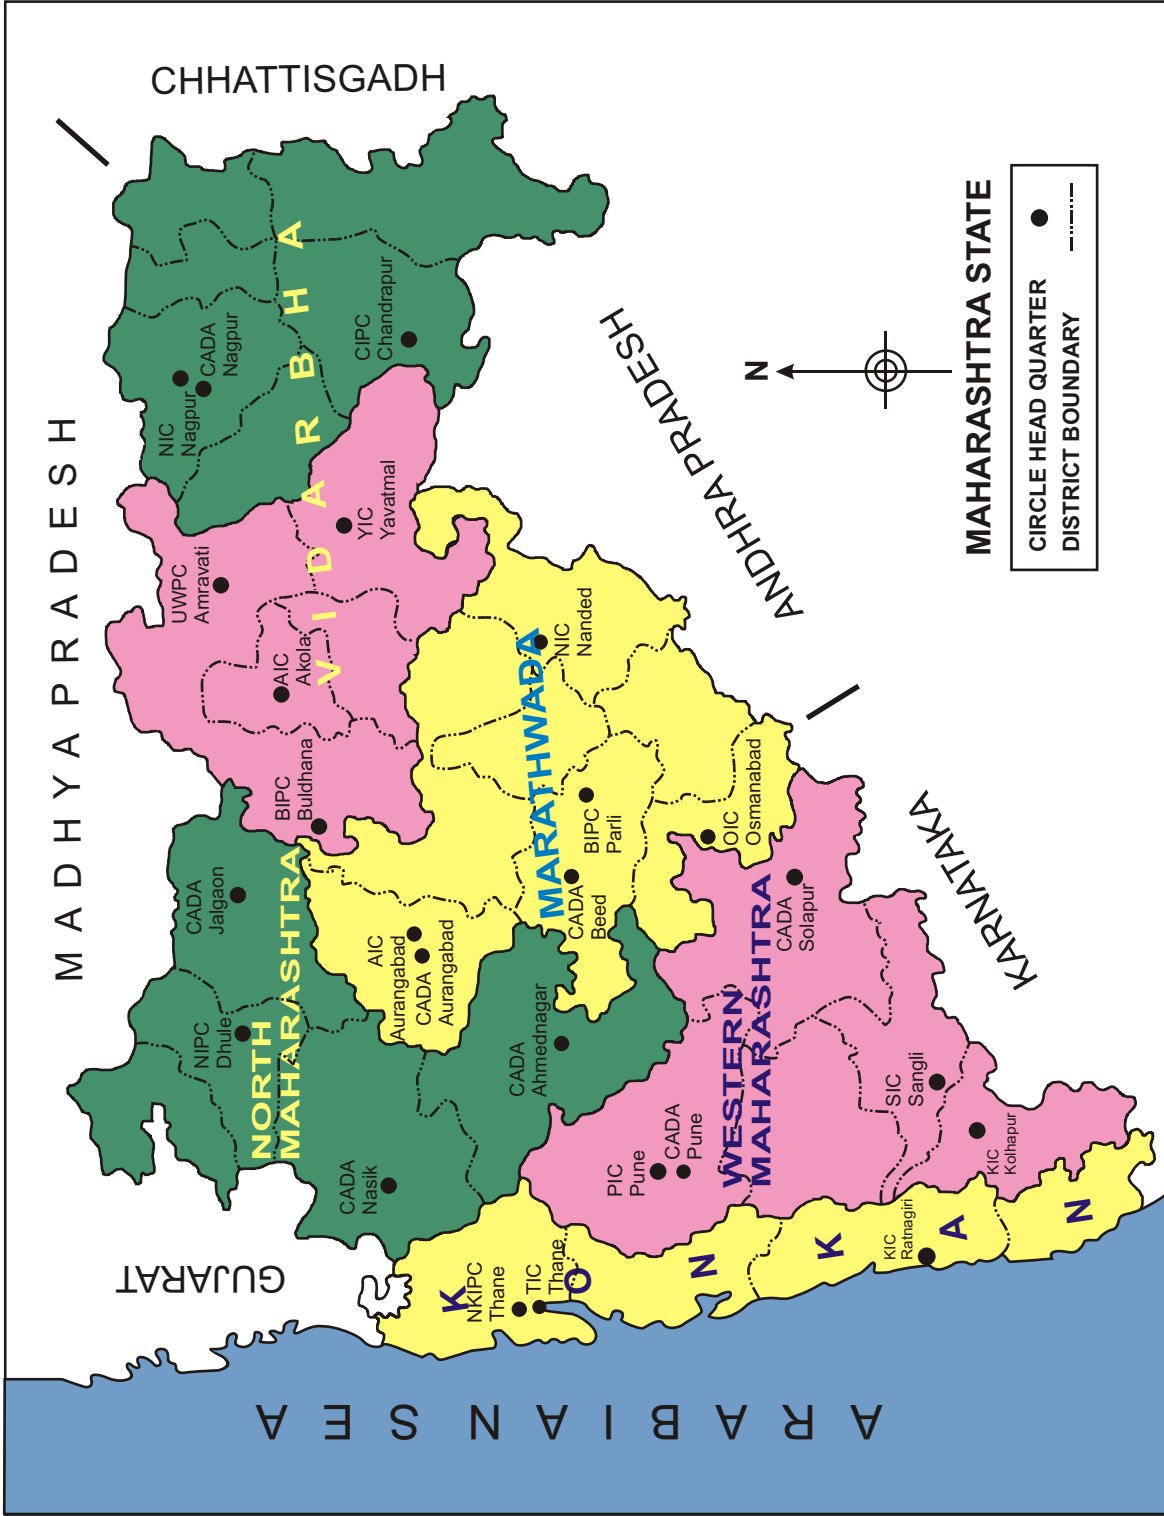 MADHYA PRADESH
CHHATTISGADH
GUJARAT
ARABIAN SEA
ANDHRA PRADESH
KARNATAKA
NORTH
MAHARASHTRA
VIDARBHA
MARATHWADA
WESTERN
MAHARASHTRA
KONKAN
NIC
Nagpur
CADA
Nagpur
CIPC
Chandrapur
UWPC
Amravati
YIC
Yavatmal
AIC
Akola
BIPC
Buldhana
CADA
Jalgaon
NIPC
Dhule
CADA
Nasik
CADA
Ahmednagar
AIC
Aurangabad
CADA
Aurangabad
NIC
Nanded
BIPC
Parli
CADA
Beed
OIC
Osmanabad
CADA
Solapur
PIC
Pune
CADA
Pune
SIC
Sangli
KIC
Kolhapur
KIC
Ratnagiri
NKIPC
Thane
TIC
Thane
N
MAHARASHTRA STATE
CIRCLE HEAD QUARTER
DISTRICT BOUNDARY